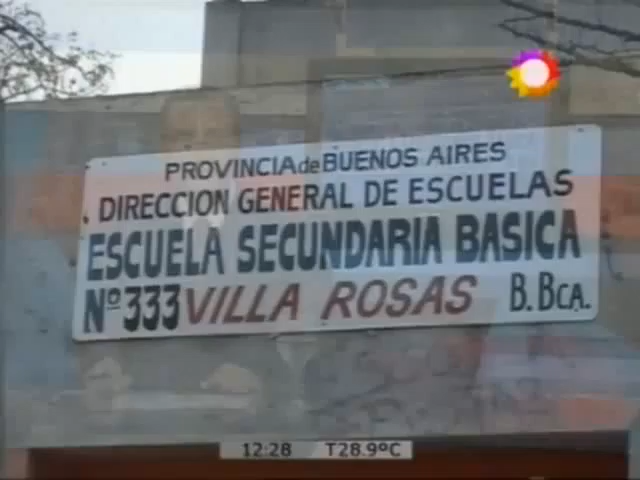 PROVINCIA de BUENOS AIRES
DIRECCION GENERAL DE ESCUELAS
ESCUELA SECUNDARIA BASICA
Nº 333 VILLA ROSAS B. BCA.
12:28 T28.9ºC